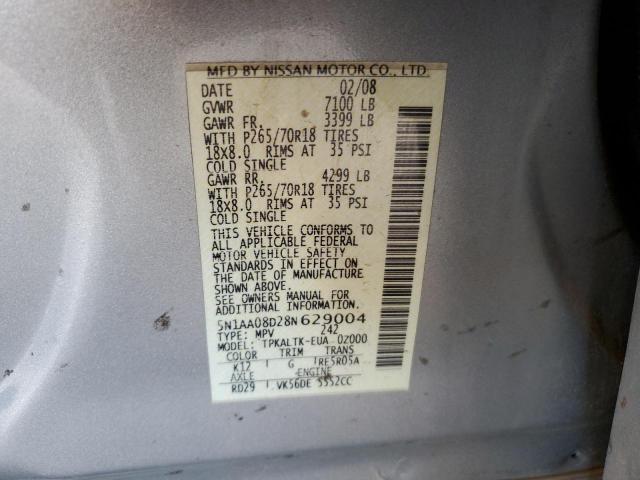 MFD BY NISSAN MOTOR CO., LTD.
DATE 02/08
GVWR 7100 LB
GAWR FR. 3399 LB
WITH P265/70R18 TIRES
18X8.0 RIMS AT 35 PSI
COLD SINGLE
GAWR RR. 4299 LB
WITH P265/70R18 TIRES
18X8.0 RIMS AT 35 PSI
COLD SINGLE
THIS VEHICLE CONFORMS TO
ALL APPLICABLE FEDERAL
MOTOR VEHICLE SAFETY
STANDARDS IN EFFECT ON
THE DATE OF MANUFACTURE
SHOWN ABOVE.
SEE OWNERS MANUAL FOR
ADDITIONAL INFORMATION.
5N1AA08D28N629004
TYPE: MPV 242
MODEL: TPKALTK-EUA 0Z000
COLOR TRIM TRANS
K12 G RE5R05A
AXLE ENGINE
RD29 VK56DE 5552CC